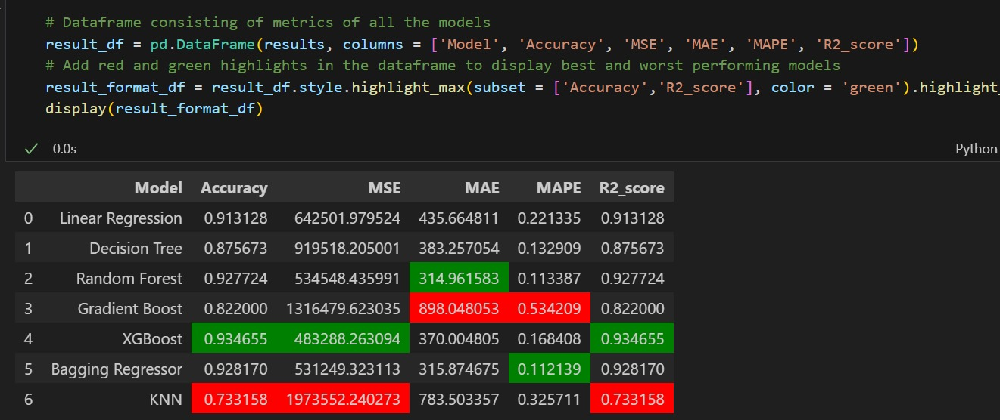 # Dataframe consisting of metrics of all the models
result_df = pd.DataFrame(results, columns = ['Model', 'Accuracy', 'MSE', 'MAE', 'MAPE', 'R2_score'])
# Add red and green highlights in the dataframe to display best and worst performing models
result_format_df = result_df.style.highlight_max(subset = ['Accuracy','R2_score'], color = 'green').highlight_
display(result_format_df)
0.0s Python
Model Accuracy MSE MAE MAPE R2_score
0 Linear Regression 0.913128 642501.979524 435.664811 0.221335 0.913128
1 Decision Tree 0.875673 919518.205001 383.257054 0.132909 0.875673
2 Random Forest 0.927724 534548.435991 314.961583 0.113387 0.927724
3 Gradient Boost 0.822000 1316479.623035 898.048053 0.534209 0.822000
4 XGBoost 0.934655 483288.263094 370.004805 0.168408 0.934655
5 Bagging Regressor 0.928170 531249.323113 315.874675 0.112139 0.928170
6 KNN 0.733158 1973552.240273 783.503357 0.325711 0.733158